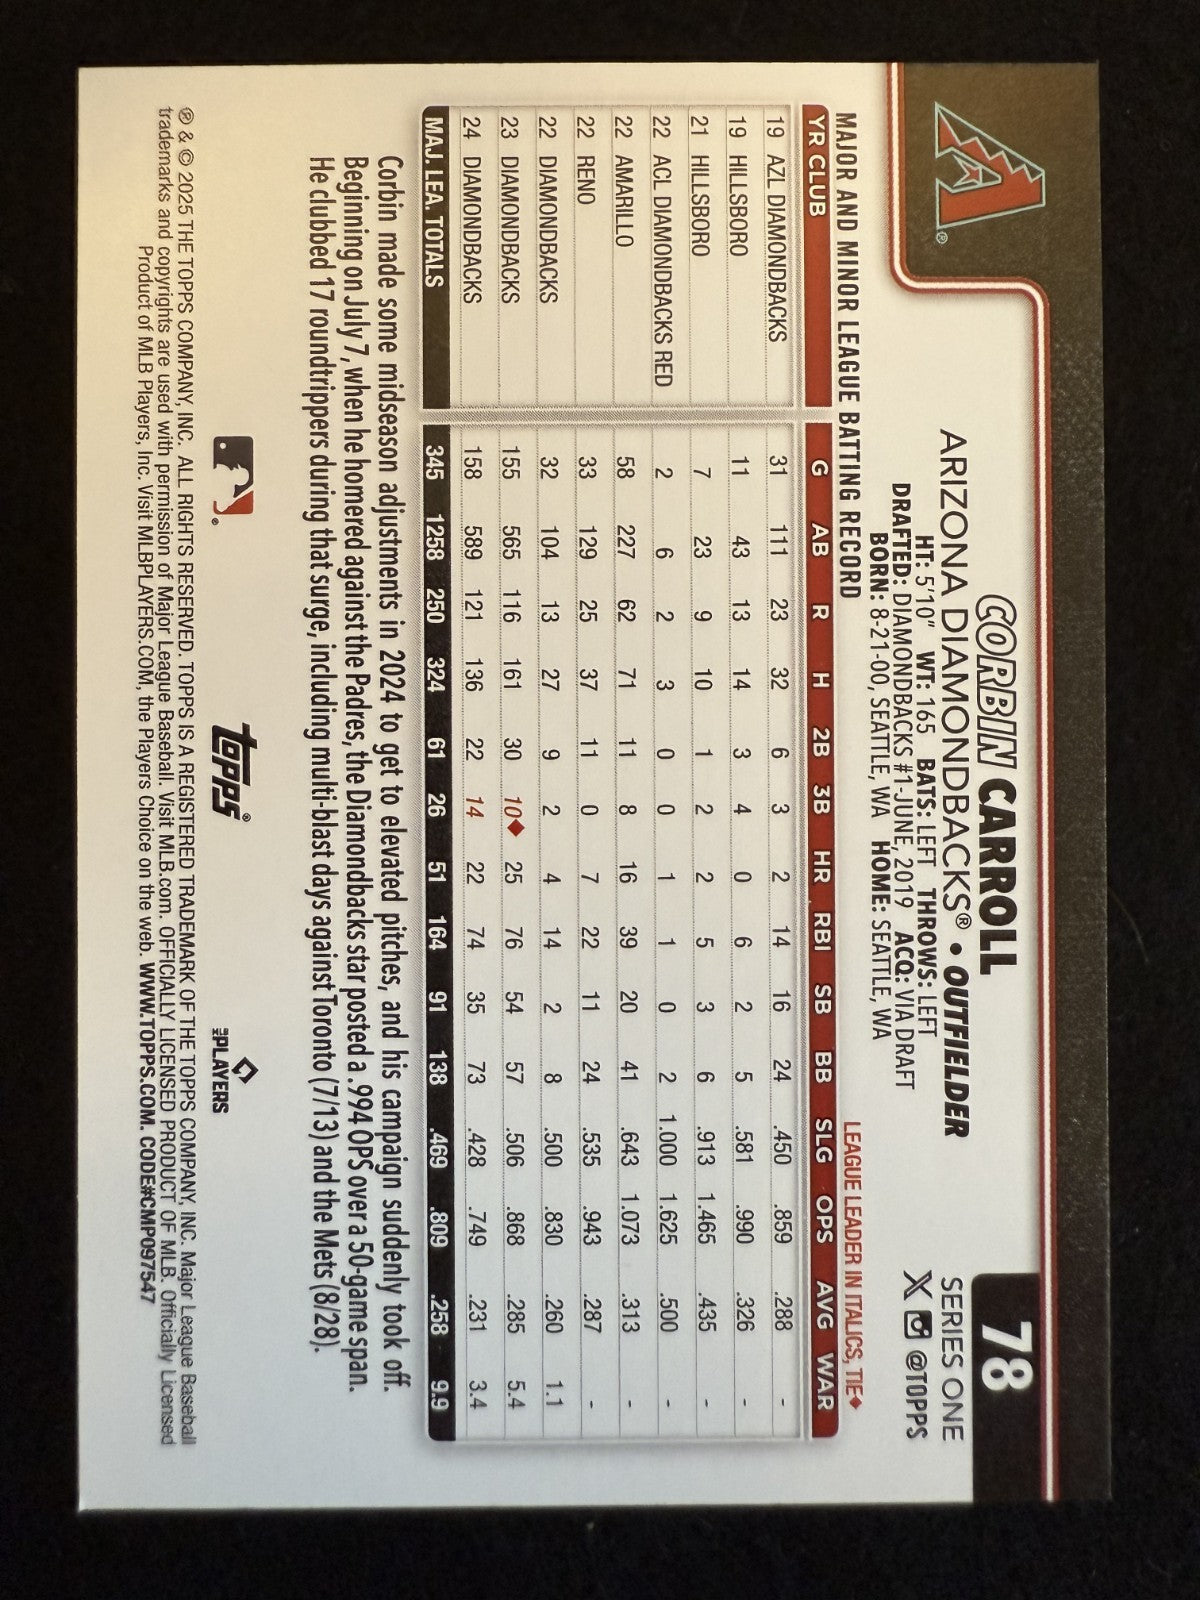 78
SERIES ONE
@TOPPS
CORBIN CARROLL
ARIZONA DIAMONDBACKS® • OUTFIELDER
HT: 5'10" WT: 165 BATS: LEFT THROWS: LEFT
DRAFTED: DIAMONDBACKS #1-JUNE, 2019 ACQ: VIA DRAFT
BORN: 8-21-00, SEATTLE, WA HOME: SEATTLE, WA
MAJOR AND MINOR LEAGUE BATTING RECORD LEAGUE LEADER IN ITALICS, TIE♦
YR CLUB G AB R H 2B 3B HR RBI SB BB SLG OPS AVG WAR
19 AZL DIAMONDBACKS 31 111 23 32 6 3 2 14 16 24 .450 .859 .288 -
19 HILLSBORO 11 43 13 14 3 4 0 6 2 5 .581 .990 .326 -
21 HILLSBORO 7 23 9 10 1 2 2 5 3 6 .913 1.465 .435 -
22 ACL DIAMONDBACKS RED 2 6 2 3 0 0 1 1 0 2 1.000 1.625 .500 -
22 AMARILLO 58 227 62 71 11 8 16 39 20 41 .643 1.073 .313 -
22 RENO 33 129 25 37 11 0 7 22 11 24 .535 .943 .287 -
22 DIAMONDBACKS 32 104 13 27 9 2 4 14 2 8 .500 .830 .260 1.1
23 DIAMONDBACKS 155 565 116 161 30 10♦ 25 76 54 57 .506 .868 .285 5.4
24 DIAMONDBACKS 158 589 121 136 22 14 22 74 35 73 .428 .749 .231 3.4
MAJ. LEA. TOTALS 345 1258 250 324 61 26 51 164 91 138 .469 .809 .258 9.9
Corbin made some midseason adjustments in 2024 to get to elevated pitches, and his campaign suddenly took off.
Beginning on July 7, when he homered against the Padres, the Diamondbacks star posted a .994 OPS over a 50-game span.
He clubbed 17 roundtrippers during that surge, including multi-blast days against Toronto (7/13) and the Mets (8/28).
® topps® MLB PLAYERS
® & © 2025 THE TOPPS COMPANY, INC. ALL RIGHTS RESERVED. TOPPS IS A REGISTERED TRADEMARK OF THE TOPPS COMPANY, INC. Major League Baseball
trademarks and copyrights are used with permission of Major League Baseball. Visit MLB.com. OFFICIALLY LICENSED PRODUCT OF MLB. Officially Licensed
Product of MLB Players, Inc. Visit MLBPLAYERS.COM, the Players Choice on the web. WWW.TOPPS.COM. CODE#CMP097547